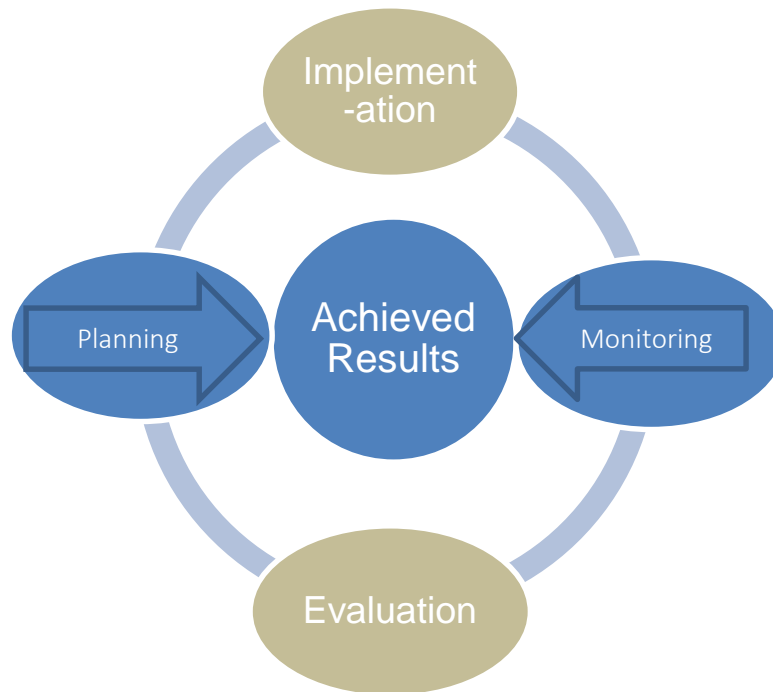 Implement
-ation
Planning
Achieved
Results
Monitoring
Evaluation